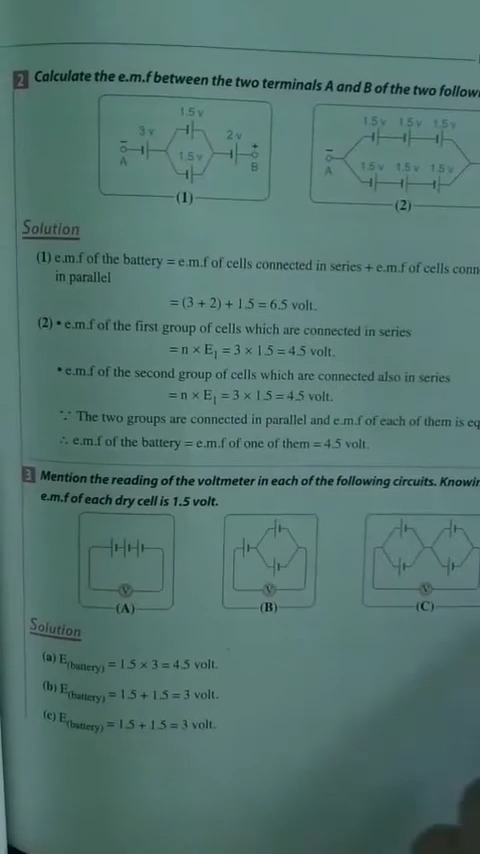 2 Calculate the e.m.f between the two terminals A and B of the two follow
1.5 v
3 v
2 v
1.5 v
A
B
(1)
1.5 v 1.5 v 1.5 v
1.5 v 1.5 v 1.5 v
A
(2)
Solution
(1) e.m.f of the battery = e.m.f of cells connected in series + e.m.f of cells conn
in parallel
= (3 + 2) + 1.5 = 6.5 volt.
(2) • e.m.f of the first group of cells which are connected in series
= n × E₁ = 3 × 1.5 = 4.5 volt.
• e.m.f of the second group of cells which are connected also in series
= n × E₁ = 3 × 1.5 = 4.5 volt.
∵ The two groups are connected in parallel and e.m.f of each of them is eq
∴ e.m.f of the battery = e.m.f of one of them = 4.5 volt.
3 Mention the reading of the voltmeter in each of the following circuits. Knowin
e.m.f of each dry cell is 1.5 volt.
V
V
V
(A)
(B)
(C)
Solution
(a) E(battery) = 1.5 × 3 = 4.5 volt.
(b) E(battery) = 1.5 + 1.5 = 3 volt.
(c) E(battery) = 1.5 + 1.5 = 3 volt.